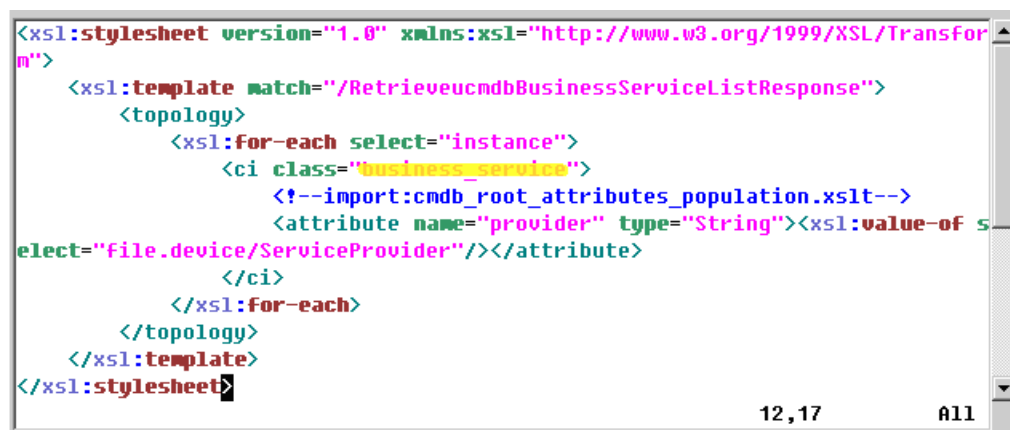 <xsl:stylesheet version="1.0" xmlns:xsl="http://www.w3.org/1999/XSL/Transfor
m">
    <xsl:template match="/RetrieveucmdbBusinessServiceListResponse">
        <topology>
            <xsl:for-each select="instance">
                <ci class="business_service">
                    <!--import:cmdb_root_attributes_population.xslt-->
                    <attribute name="provider" type="String"><xsl:value-of s
elect="file.device/ServiceProvider"/></attribute>
                </ci>
            </xsl:for-each>
        </topology>
    </xsl:template>
</xsl:stylesheet>
12,17 All